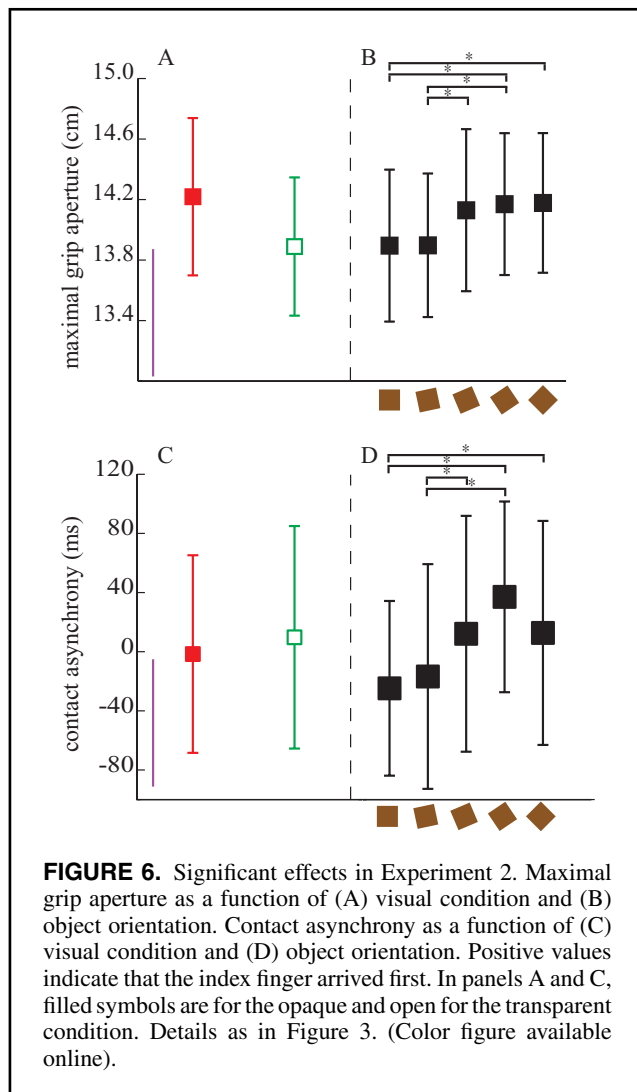 A
B
*
*
*
*
15.0
14.6
14.2
13.8
13.4
maximal grip aperture (cm)
C
D
*
*
*
*
120
80
40
0
-40
-80
contact asynchrony (ms)
FIGURE 6. Significant effects in Experiment 2. Maximal
grip aperture as a function of (A) visual condition and (B)
object orientation. Contact asynchrony as a function of (C)
visual condition and (D) object orientation. Positive values
indicate that the index finger arrived first. In panels A and C,
filled symbols are for the opaque and open for the transparent
condition. Details as in Figure 3. (Color figure available
online).